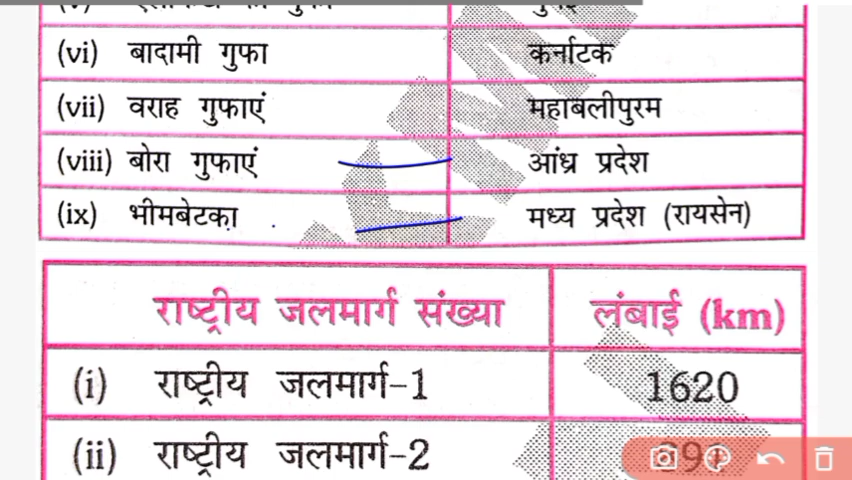 (vi) बादामी गुफा कर्नाटक
(vii) वराह गुफाएं महाबलीपुरम
(viii) बोरा गुफाएं आंध्र प्रदेश
(ix) भीमबेटका मध्य प्रदेश (रायसेन)
राष्ट्रीय जलमार्ग संख्या लंबाई (km)
(i) राष्ट्रीय जलमार्ग-1 1620
(ii) राष्ट्रीय जलमार्ग-2